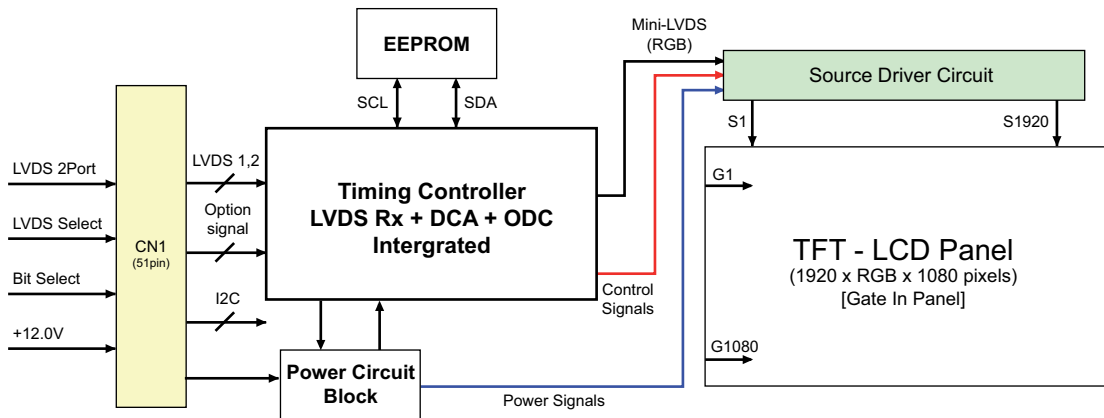 EEPROM
Mini-LVDS
(RGB)
Source Driver Circuit
SCL
SDA
S1
S1920
LVDS 2Port
LVDS Select
Bit Select
+12.0V
CN1
(51pin)
LVDS 1,2
Option
signal
I2C
Timing Controller
LVDS Rx + DCA + ODC
Intergrated
Control
Signals
G1
TFT - LCD Panel
(1920 x RGB x 1080 pixels)
[Gate In Panel]
G1080
Power Circuit
Block
Power Signals